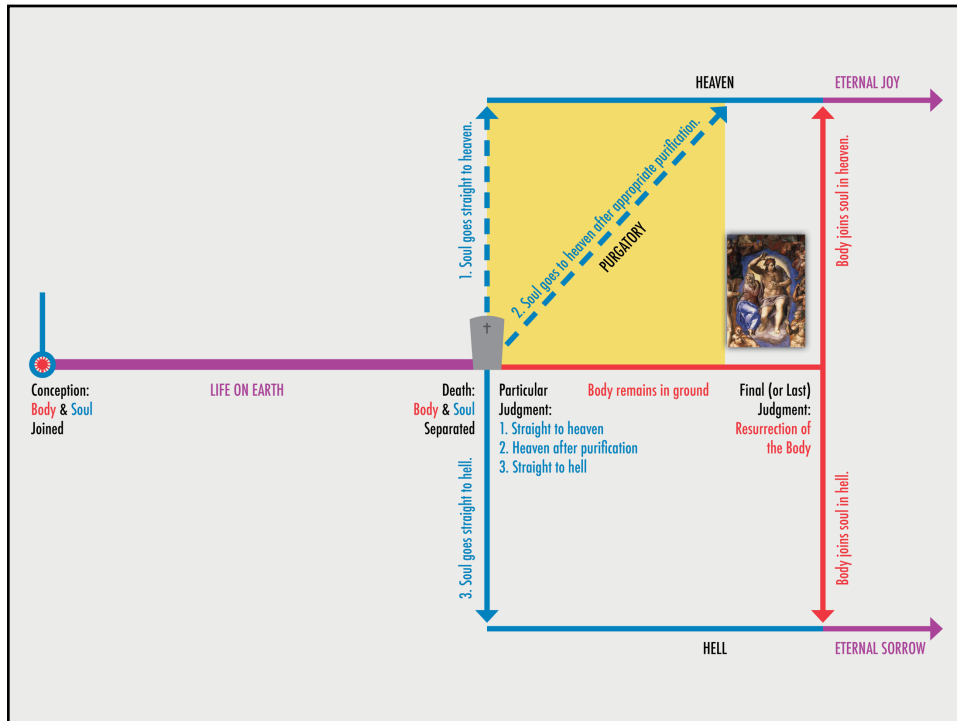 HEAVEN
ETERNAL JOY
1. Soul goes straight to heaven.
2. Soul goes to heaven after appropriate purification.
PURGATORY
Body joins soul in heaven.
Conception:
Body & Soul
Joined
LIFE ON EARTH
Death:
Body & Soul
Separated
Particular
Judgment:
1. Straight to heaven
2. Heaven after purification
3. Straight to hell
Body remains in ground
Final (or Last)
Judgment:
Resurrection of
the Body
3. Soul goes straight to hell.
Body joins soul in hell.
HELL
ETERNAL SORROW